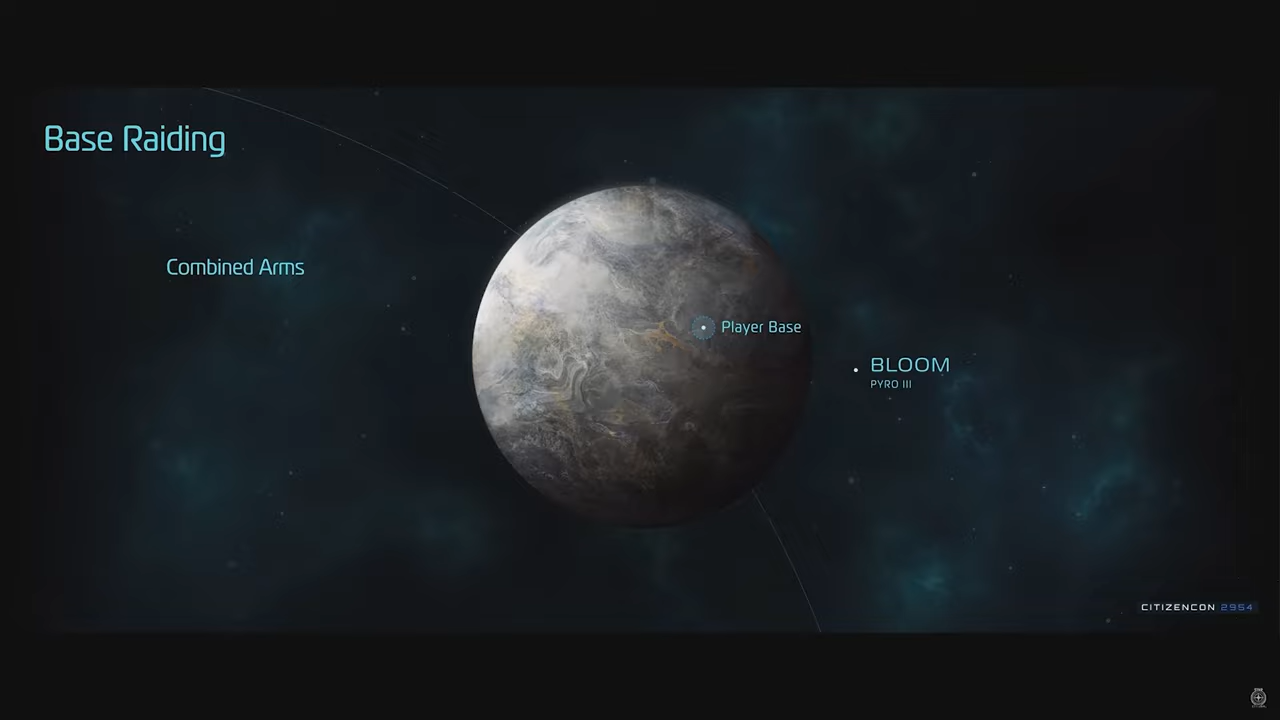 Base Raiding
Combined Arms
Player Base
BLOOM
PYRO III
CITIZENCON 2954